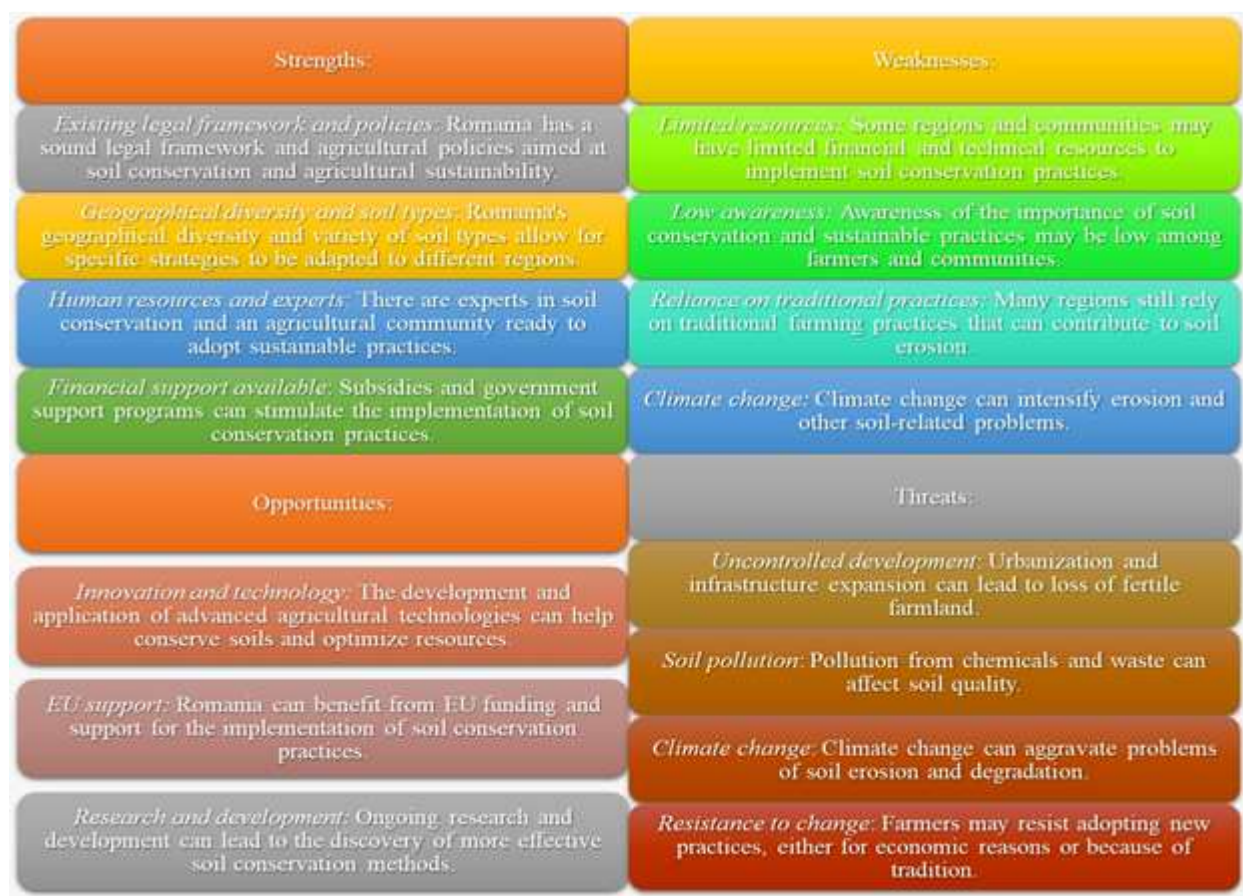 Strengths:
Existing legal framework and policies: Romania has a
sound legal framework and agricultural policies aimed at
soil conservation and agricultural sustainability.
Geographical diversity and soil types: Romania's
geographical diversity and variety of soil types allow for
specific strategies to be adapted to different regions.
Human resources and experts: There are experts in soil
conservation and an agricultural community ready to
adopt sustainable practices.
Financial support available: Subsidies and government
support programs can stimulate the implementation of soil
conservation practices.
Weaknesses:
Limited resources: Some regions and communities may
have limited financial and technical resources to
implement soil conservation practices.
Low awareness: Awareness of the importance of soil
conservation and sustainable practices may be low among
farmers and communities.
Reliance on traditional practices: Many regions still rely
on traditional farming practices that can contribute to soil
erosion.
Climate change: Climate change can intensify erosion and
other soil-related problems.
Opportunities:
Innovation and technology: The development and
application of advanced agricultural technologies can help
conserve soils and optimize resources.
EU support: Romania can benefit from EU funding and
support for the implementation of soil conservation
practices.
Research and development: Ongoing research and
development can lead to the discovery of more effective
soil conservation methods.
Threats:
Uncontrolled development: Urbanization and
infrastructure expansion can lead to loss of fertile
farmland.
Soil pollution: Pollution from chemicals and waste can
affect soil quality.
Climate change: Climate change can aggravate problems
of soil erosion and degradation.
Resistance to change: Farmers may resist adopting new
practices, either for economic reasons or because of
tradition.